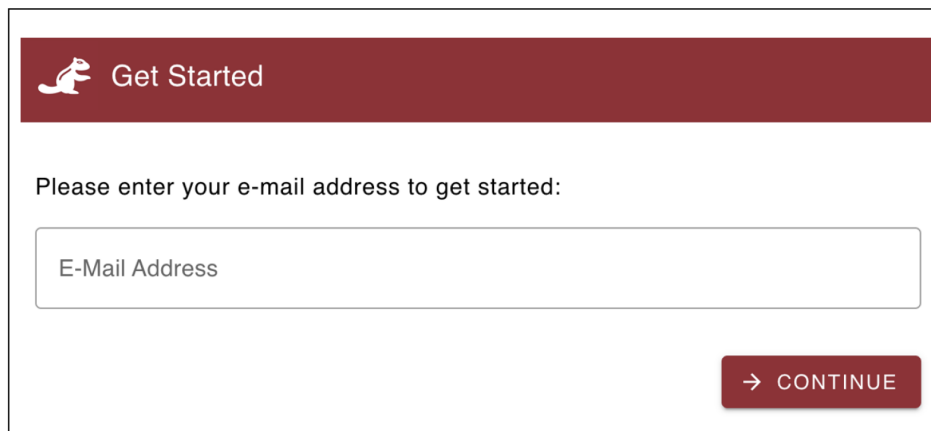 Get Started
Please enter your e-mail address to get started:
E-Mail Address
CONTINUE